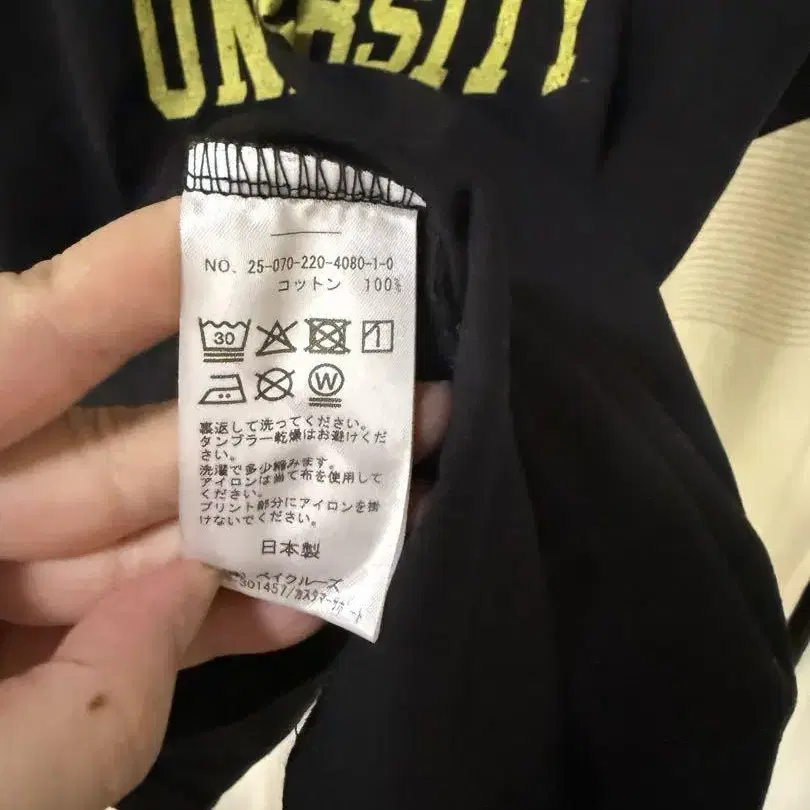 UNRSITY
NO. 25-070-220-4080-1-0
コットン 100%
30
W
裏返して洗ってください。
タンブラー乾燥はお避けくだ
さい。
洗濯で多少縮みます。
アイロンは当て布を使用して
ください。
プリント部分にアイロンを掛
けないでください。
日本製
ベイクルーズ
301457/カスタマーサポート